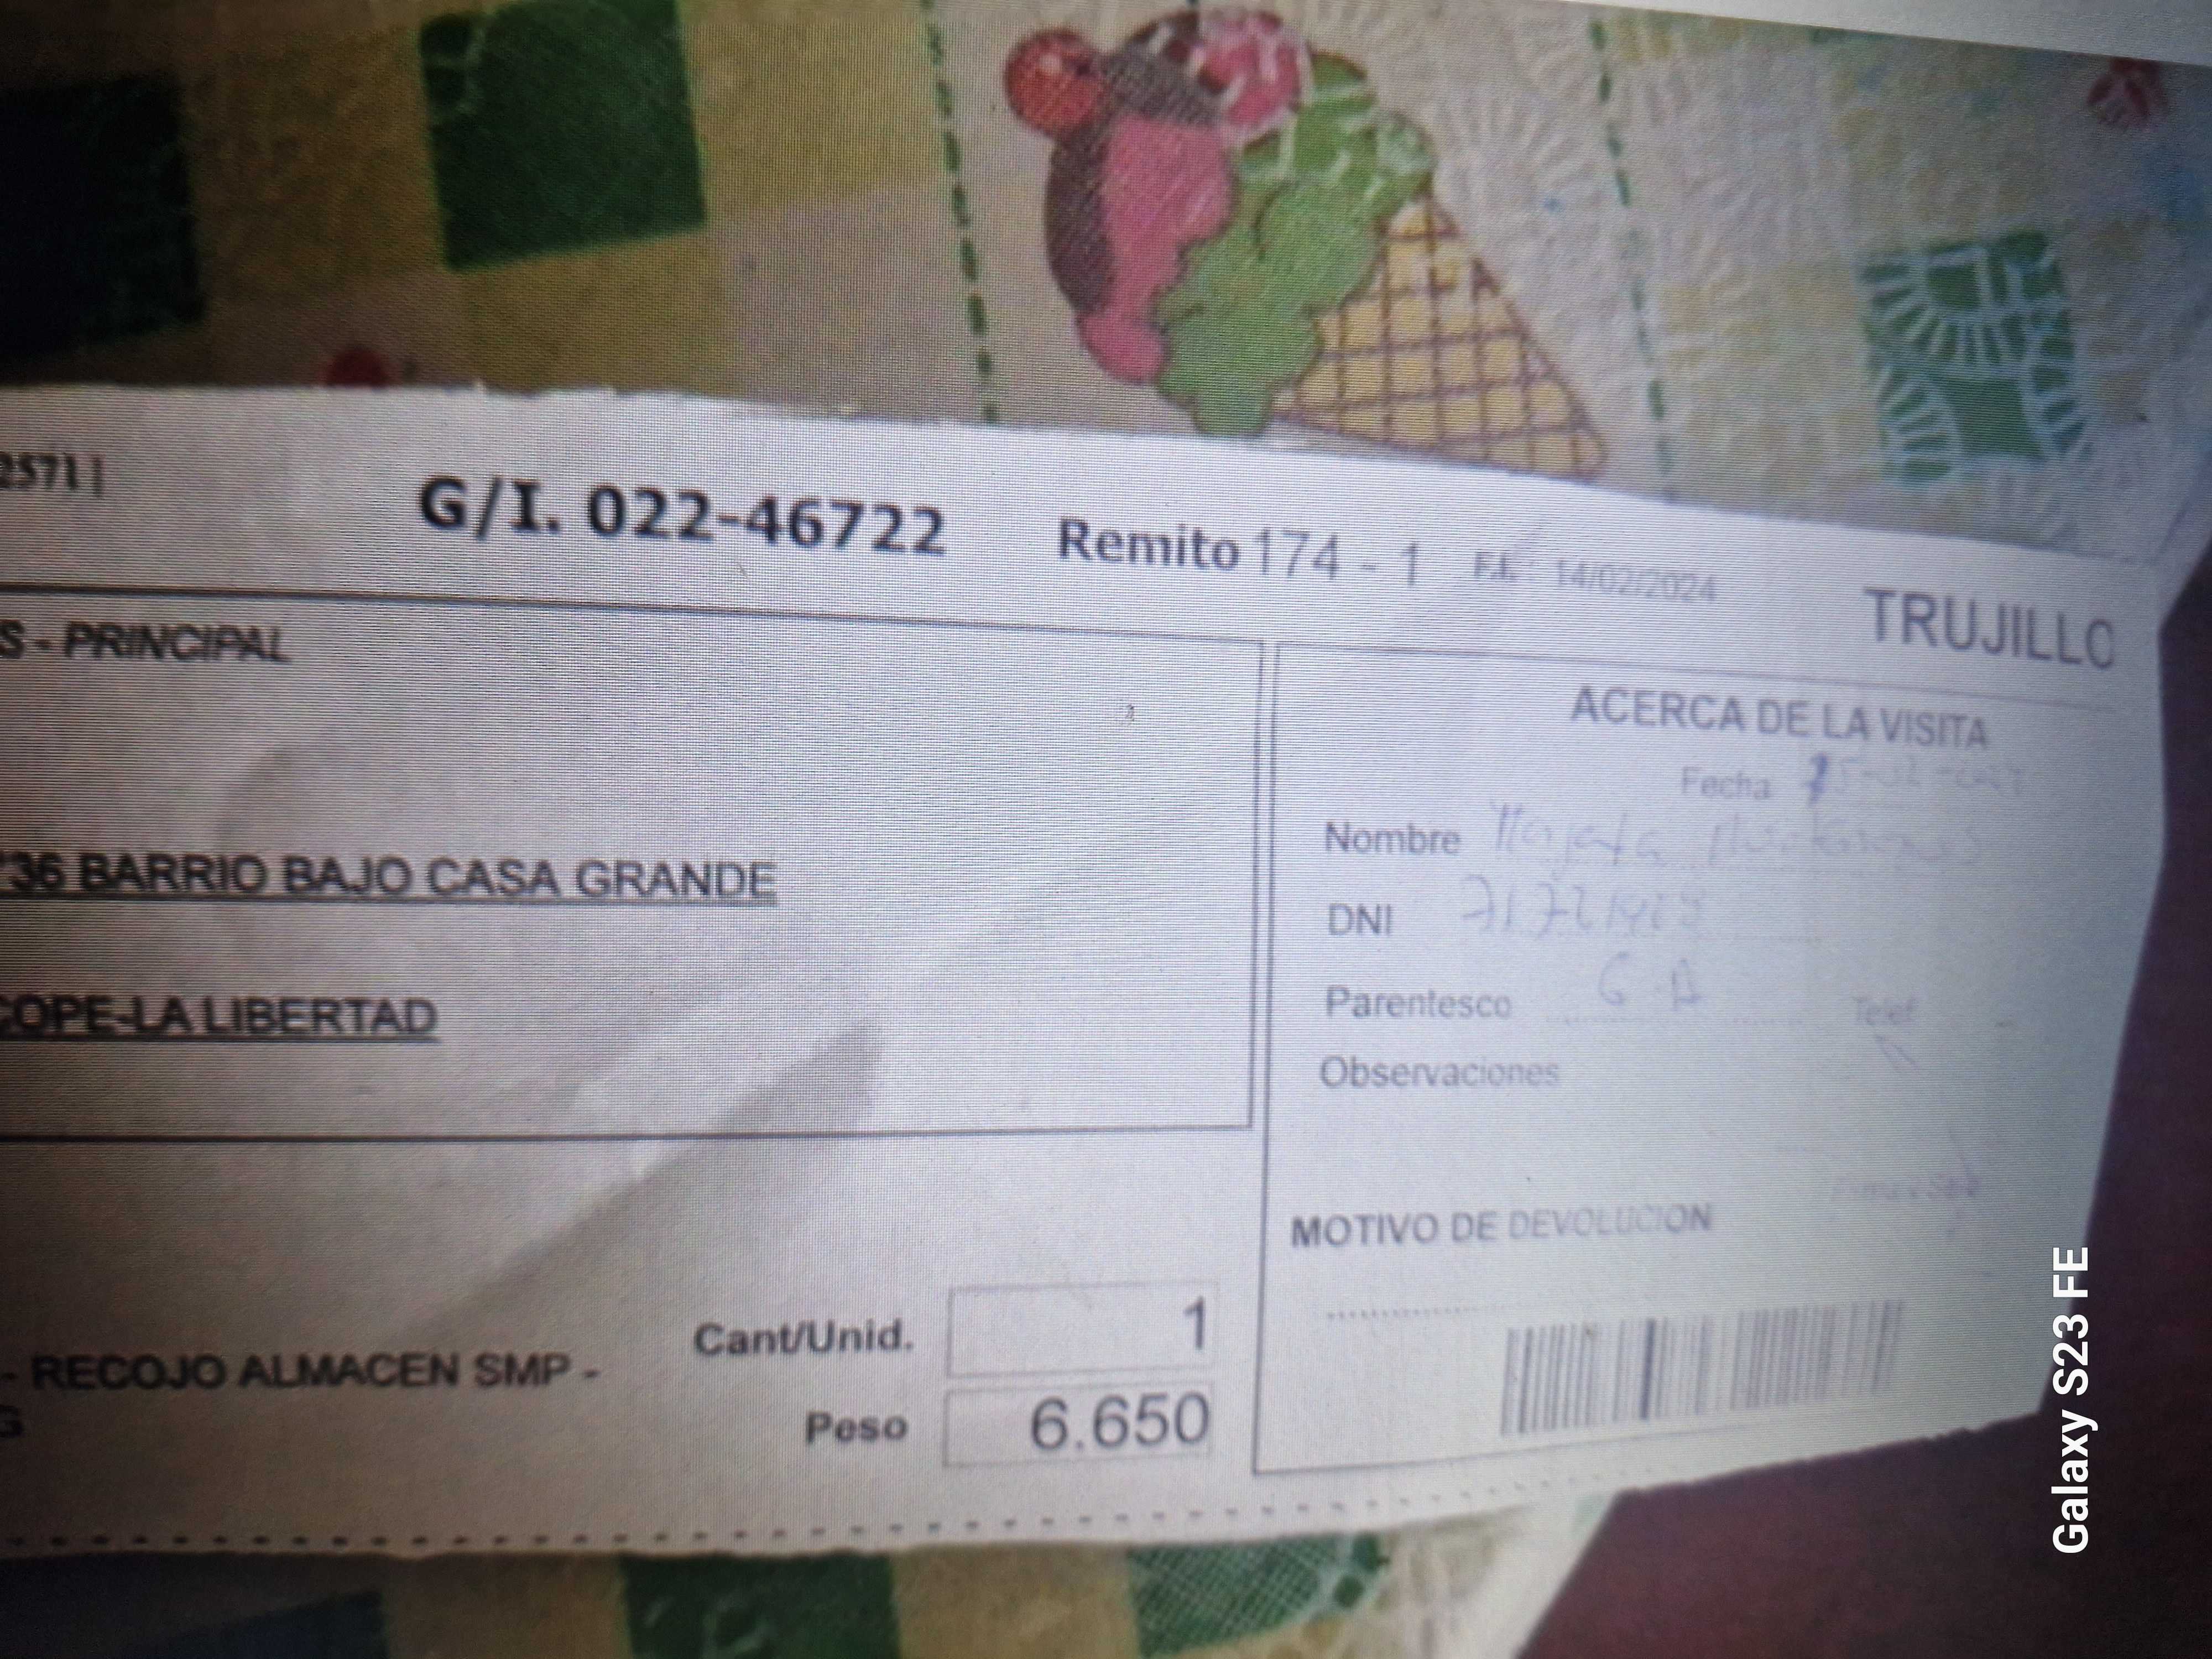 2571 |
G/I. 022-46722 Remito 174 - 1 F.I. : 14/02/2024
TRUJILLO
S - PRINCIPAL
ACERCA DE LA VISITA
Fecha
Nombre
36 BARRIO BAJO CASA GRANDE
DNI
COPE-LA LIBERTAD
Parentesco
Telef
Observaciones
MOTIVO DE DEVOLUCION
Cant/Unid. 1
- RECOJO ALMACEN SMP -
G
Peso 6.650
Galaxy S23 FE